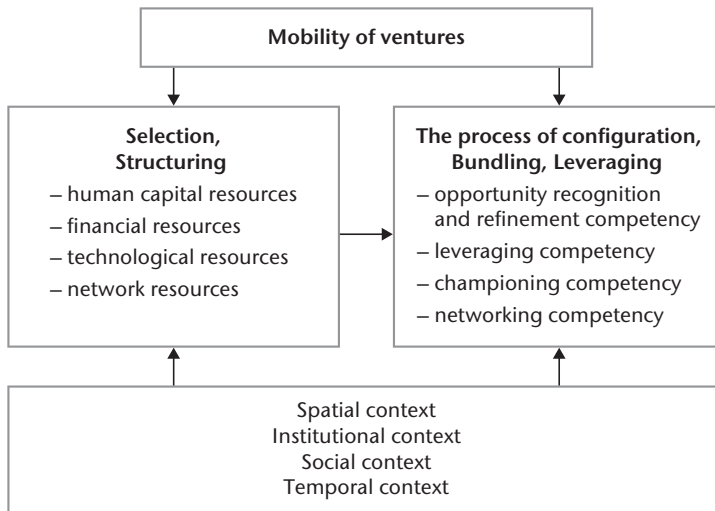 Mobility of ventures
Selection,
Structuring
– human capital resources
– financial resources
– technological resources
– network resources
The process of configuration,
Bundling, Leveraging
– opportunity recognition
and refinement competency
– leveraging competency
– championing competency
– networking competency
Spatial context
Institutional context
Social context
Temporal context